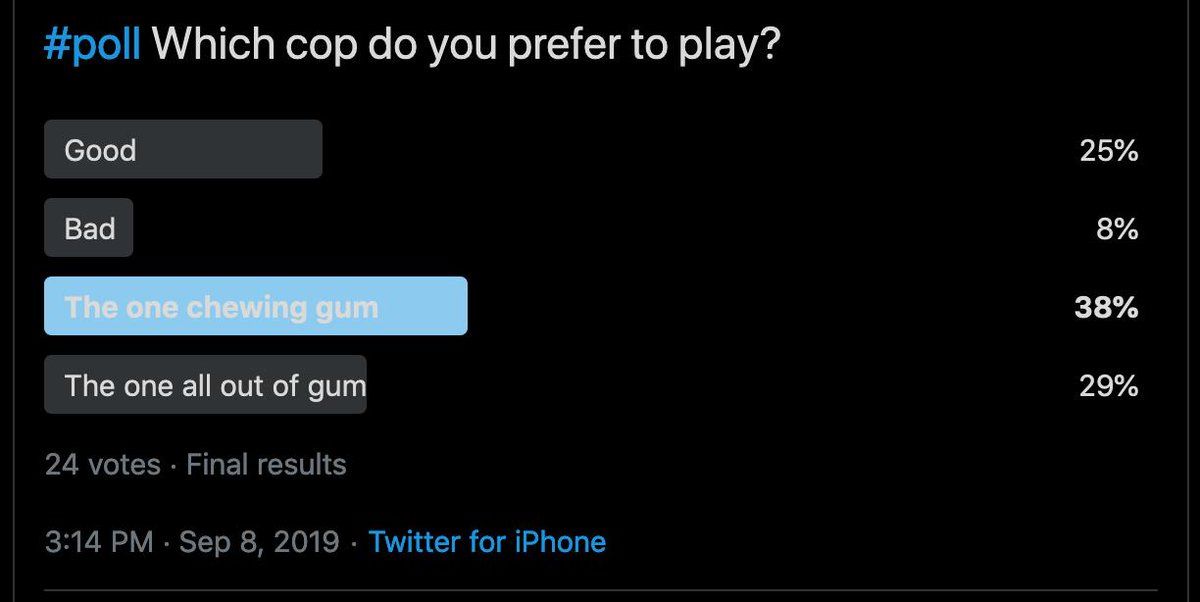 #poll Which cop do you prefer to play?
Good 25%
Bad 8%
The one chewing gum 38%
The one all out of gum 29%
24 votes · Final results
3:14 PM · Sep 8, 2019 · Twitter for iPhone